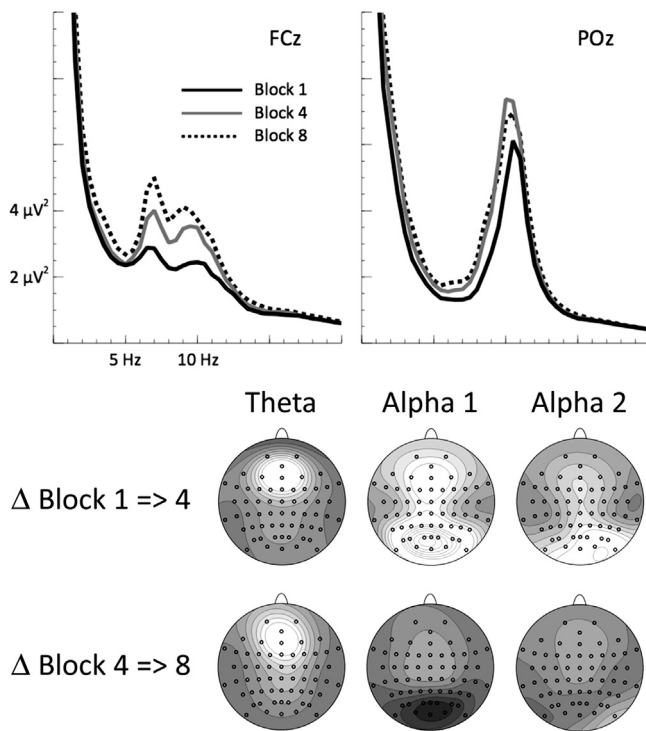 FCz
POz
Block 1
Block 4
Block 8
4 µV²
2 µV²
5 Hz
10 Hz
Theta
Alpha 1
Alpha 2
Δ Block 1 => 4
Δ Block 4 => 8